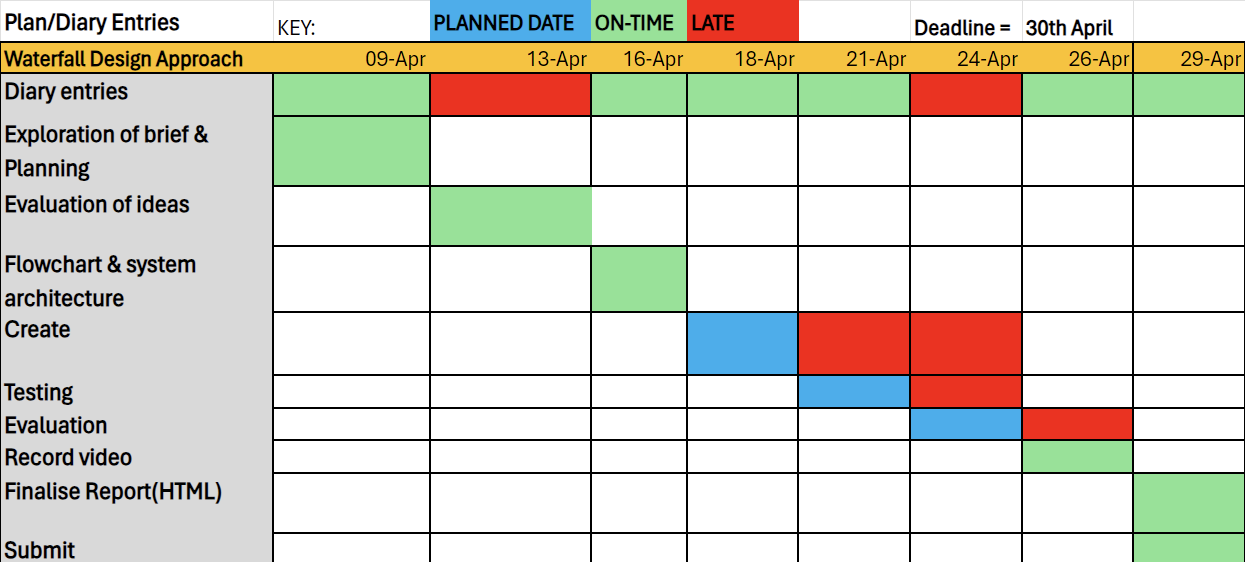 Plan/Diary Entries KEY: PLANNED DATE ON-TIME LATE Deadline = 30th April
Waterfall Design Approach 09-Apr 13-Apr 16-Apr 18-Apr 21-Apr 24-Apr 26-Apr 29-Apr
Diary entries
Exploration of brief &
Planning
Evaluation of ideas
Flowchart & system
architecture
Create
Testing
Evaluation
Record video
Finalise Report(HTML)
Submit